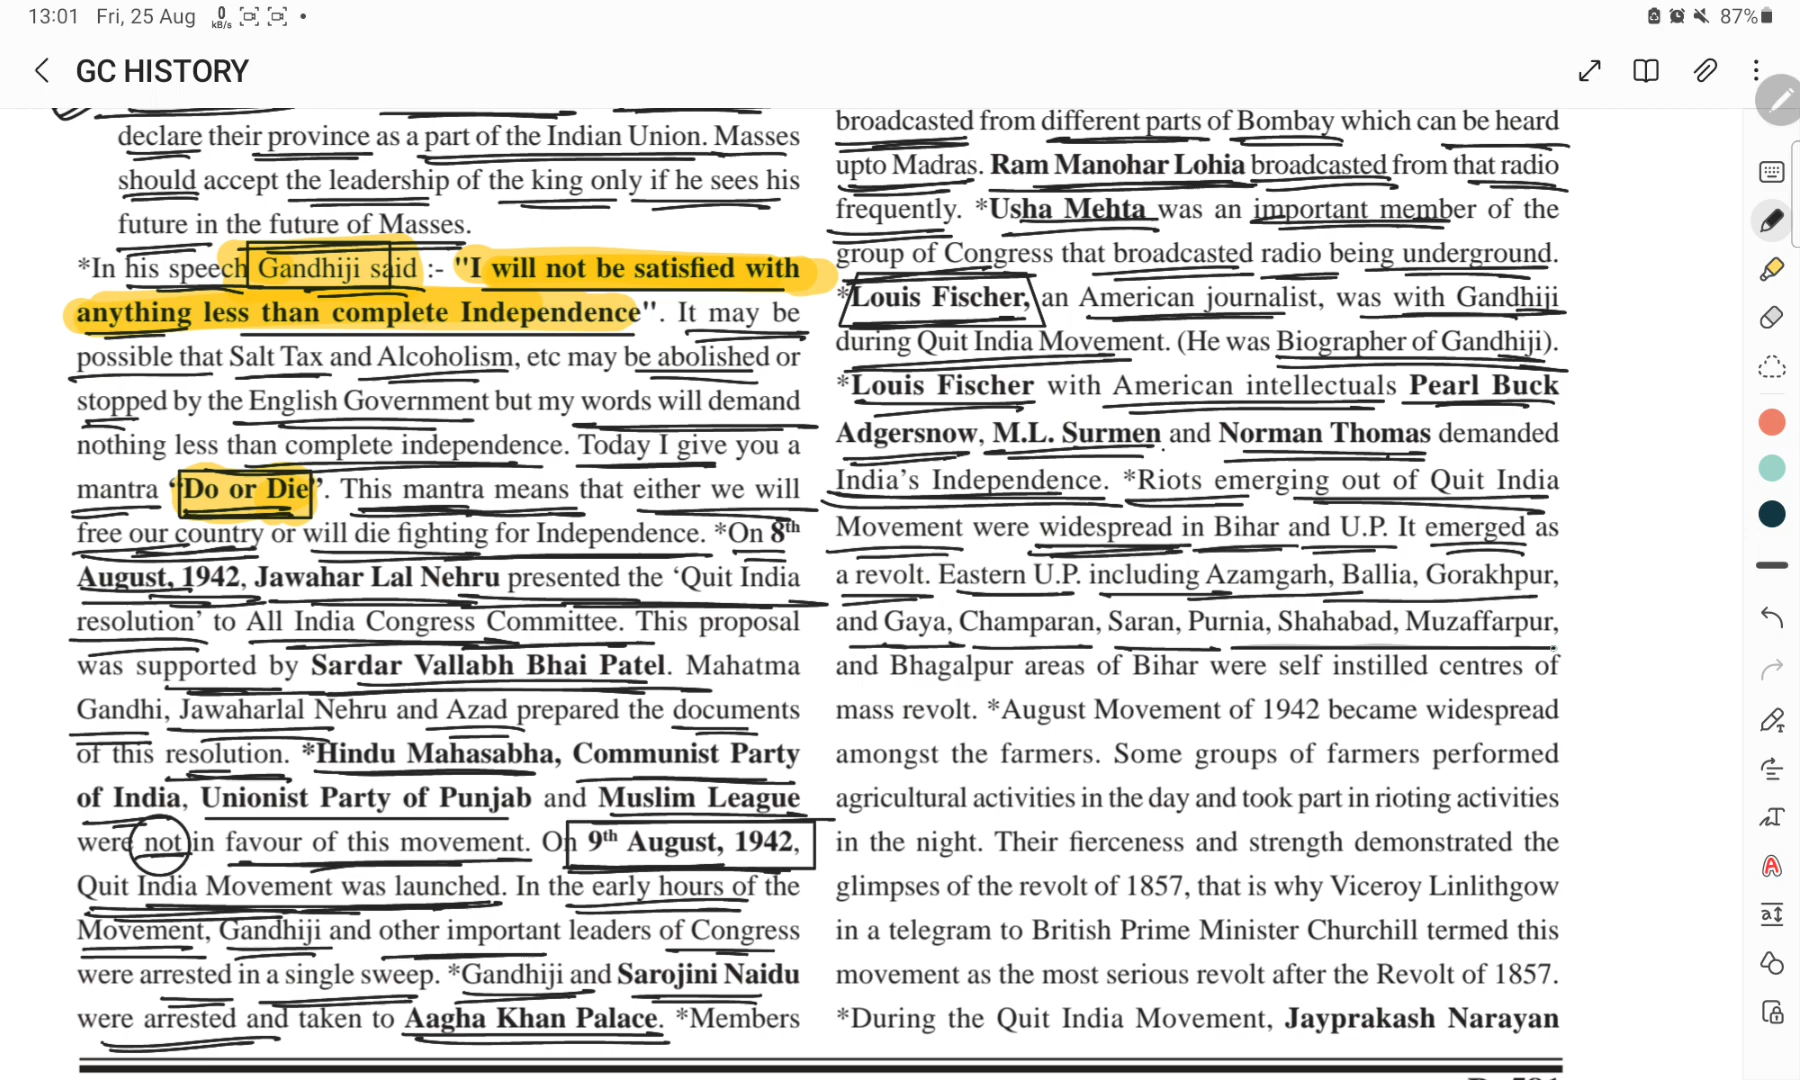 13:01 Fri, 25 Aug 0 kB/s 87%
GC HISTORY
declare their province as a part of the Indian Union. Masses
should accept the leadership of the king only if he sees his
future in the future of Masses.
*In his speech Gandhiji said :- "I will not be satisfied with
anything less than complete Independence". It may be
possible that Salt Tax and Alcoholism, etc may be abolished or
stopped by the English Government but my words will demand
nothing less than complete independence. Today I give you a
mantra “Do or Die”. This mantra means that either we will
free our country or will die fighting for Independence. *On 8th
August, 1942, Jawahar Lal Nehru presented the ‘Quit India
resolution’ to All India Congress Committee. This proposal
was supported by Sardar Vallabh Bhai Patel. Mahatma
Gandhi, Jawaharlal Nehru and Azad prepared the documents
of this resolution. *Hindu Mahasabha, Communist Party
of India, Unionist Party of Punjab and Muslim League
were not in favour of this movement. On 9th August, 1942,
Quit India Movement was launched. In the early hours of the
Movement, Gandhiji and other important leaders of Congress
were arrested in a single sweep. *Gandhiji and Sarojini Naidu
were arrested and taken to Aagha Khan Palace. *Members
broadcasted from different parts of Bombay which can be heard
upto Madras. Ram Manohar Lohia broadcasted from that radio
frequently. *Usha Mehta was an important member of the
group of Congress that broadcasted radio being underground.
*Louis Fischer, an American journalist, was with Gandhiji
during Quit India Movement. (He was Biographer of Gandhiji).
*Louis Fischer with American intellectuals Pearl Buck
Adgersnow, M.L. Surmen and Norman Thomas demanded
India’s Independence. *Riots emerging out of Quit India
Movement were widespread in Bihar and U.P. It emerged as
a revolt. Eastern U.P. including Azamgarh, Ballia, Gorakhpur,
and Gaya, Champaran, Saran, Purnia, Shahabad, Muzaffarpur,
and Bhagalpur areas of Bihar were self instilled centres of
mass revolt. *August Movement of 1942 became widespread
amongst the farmers. Some groups of farmers performed
agricultural activities in the day and took part in rioting activities
in the night. Their fierceness and strength demonstrated the
glimpses of the revolt of 1857, that is why Viceroy Linlithgow
in a telegram to British Prime Minister Churchill termed this
movement as the most serious revolt after the Revolt of 1857.
*During the Quit India Movement, Jayprakash Narayan